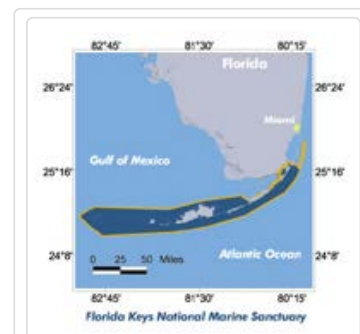 82°45' 81°30' 80°15'
Florida
26°24' 26°24'
Miami
25°16' 25°16'
Gulf of Mexico
24°8' 24°8'
Atlantic Ocean
0 25 50 Miles
82°45' 81°30' 80°15'
Florida Keys National Marine Sanctuary